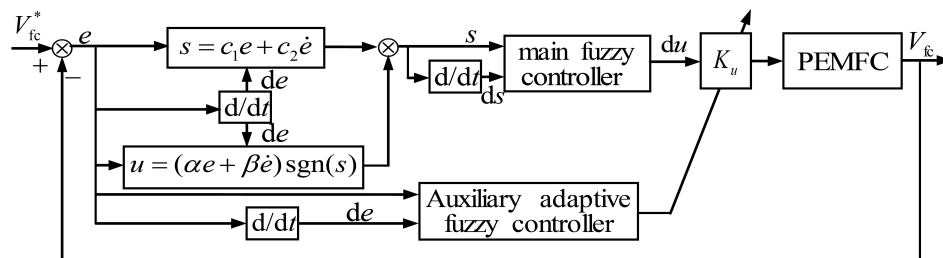 V*fc
+
−
e
s = c₁e + c₂ė
de
d/dt
de
u = (αe + βė) sgn(s)
s
d/dt
ds
main fuzzy
controller
du
Kᵤ
PEMFC
Vfc
d/dt
de
Auxiliary adaptive
fuzzy controller